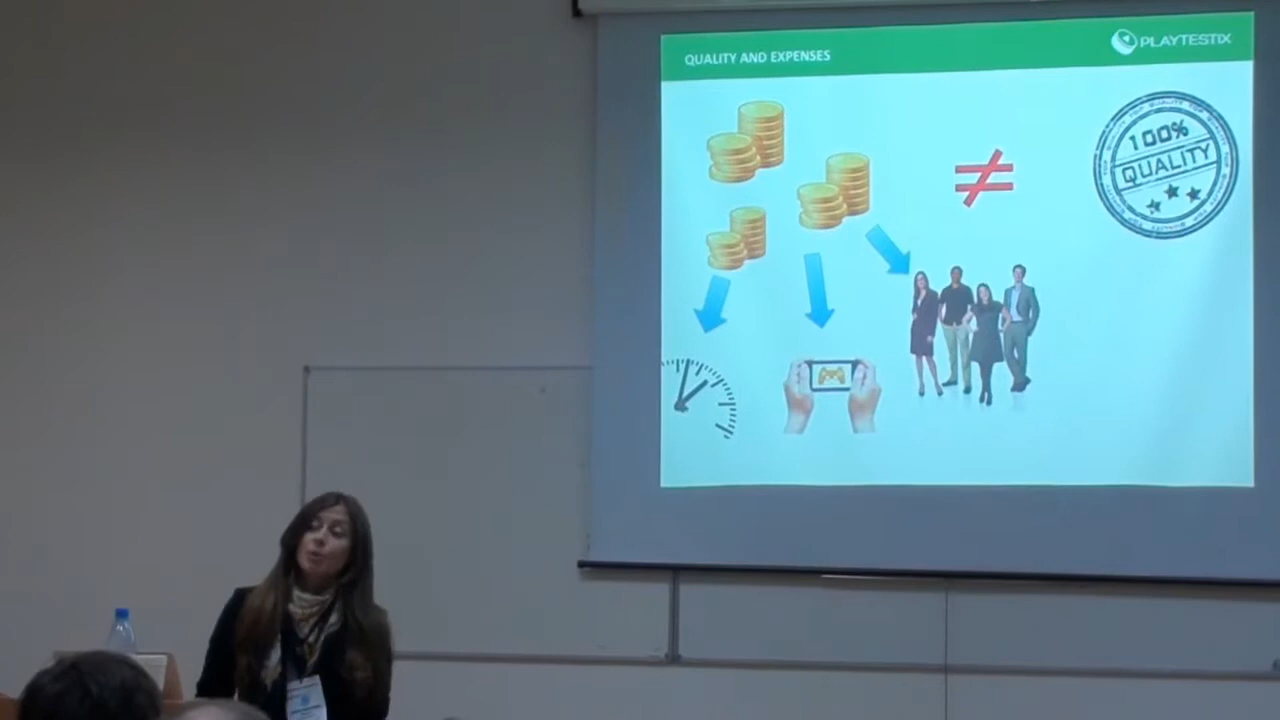 QUALITY AND EXPENSES
PLAYTESTIX
100%
QUALITY